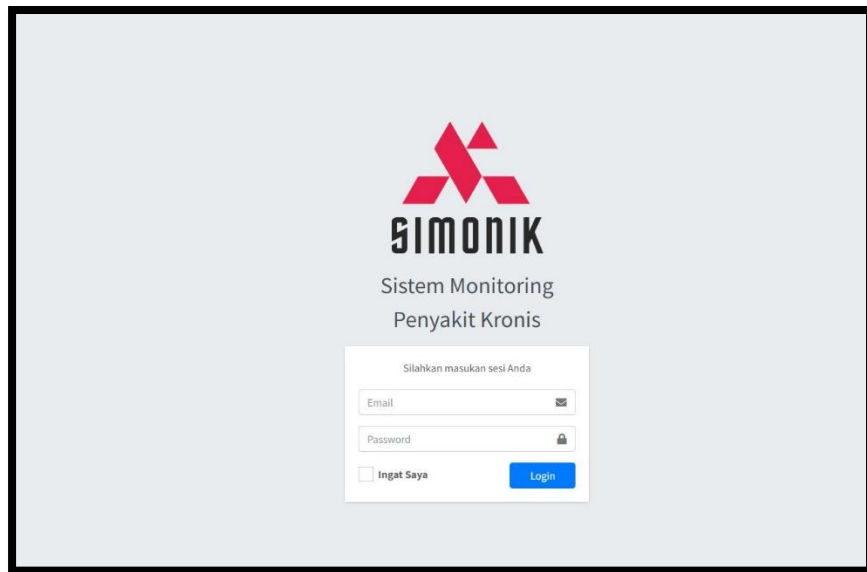 SIMONIK
Sistem Monitoring
Penyakit Kronis
Silahkan masukan sesi Anda
Email
Password
Ingat Saya
Login